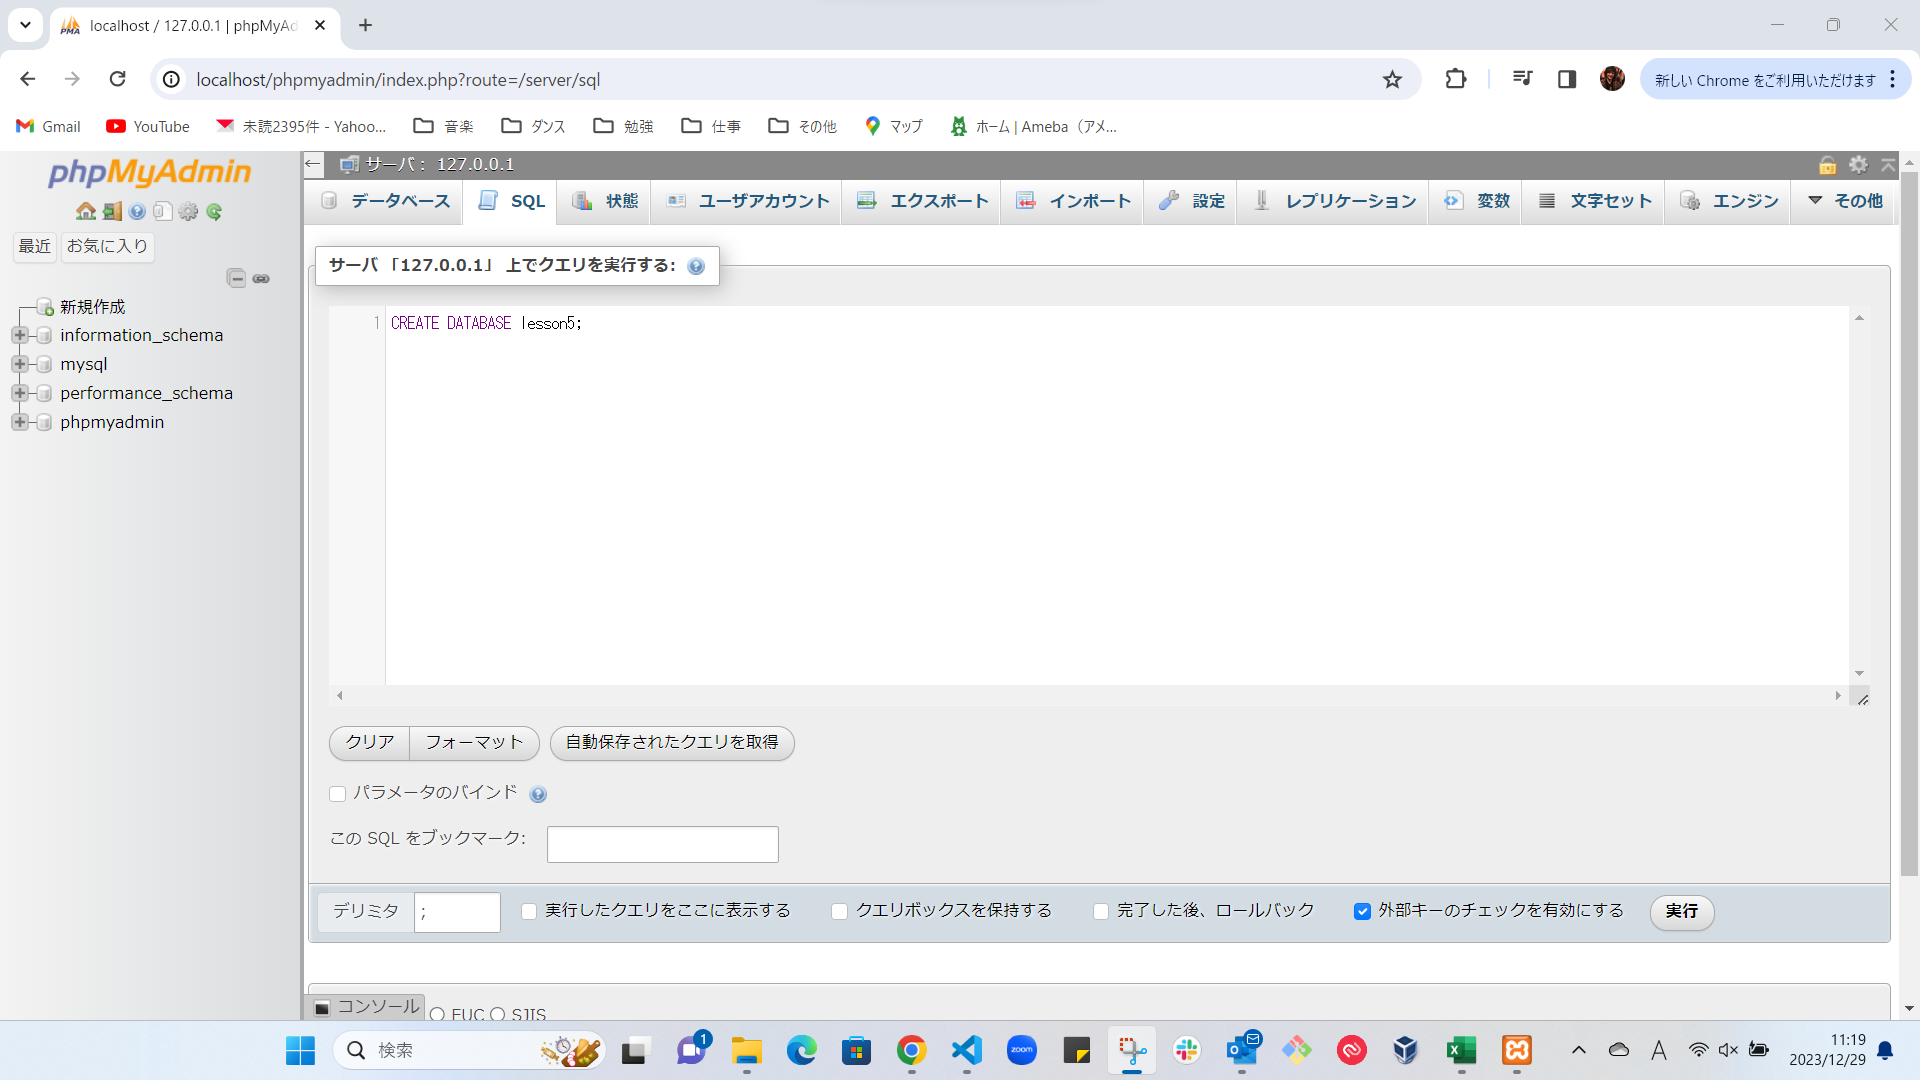 localhost / 127.0.0.1 | phpMyAd
localhost/phpmyadmin/index.php?route=/server/sql
新しい Chrome をご利用いただけます
Gmail
YouTube
未読2395件 - Yahoo...
音楽
ダンス
勉強
仕事
その他
マップ
ホーム | Ameba（アメ...
phpMyAdmin
最近
お気に入り
新規作成
information_schema
mysql
performance_schema
phpmyadmin
サーバ： 127.0.0.1
データベース
SQL
状態
ユーザアカウント
エクスポート
インポート
設定
レプリケーション
変数
文字セット
エンジン
その他
サーバ「127.0.0.1」 上でクエリを実行する:
1 CREATE DATABASE lesson5;
クリア
フォーマット
自動保存されたクエリを取得
パラメータのバインド
この SQL をブックマーク:
デリミタ
;
実行したクエリをここに表示する
クエリボックスを保持する
完了した後、ロールバック
外部キーのチェックを有効にする
実行
コンソール
EUC
SJIS
検索
1
zoom
A
11:19
2023/12/29